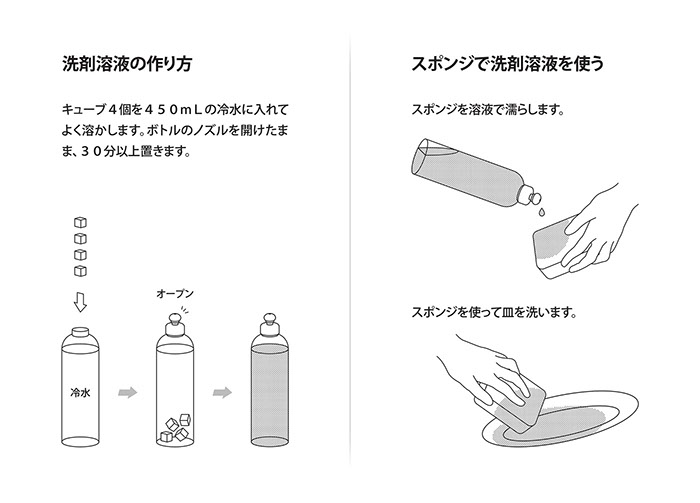 洗剤溶液の作り方
キューブ４個を４５０ｍＬの冷水に入れて
よく溶かします。ボトルのノズルを開けたま
ま、３０分以上置きます。
オープン
冷水
スポンジで洗剤溶液を使う
スポンジを溶液で濡らします。
スポンジを使って皿を洗います。